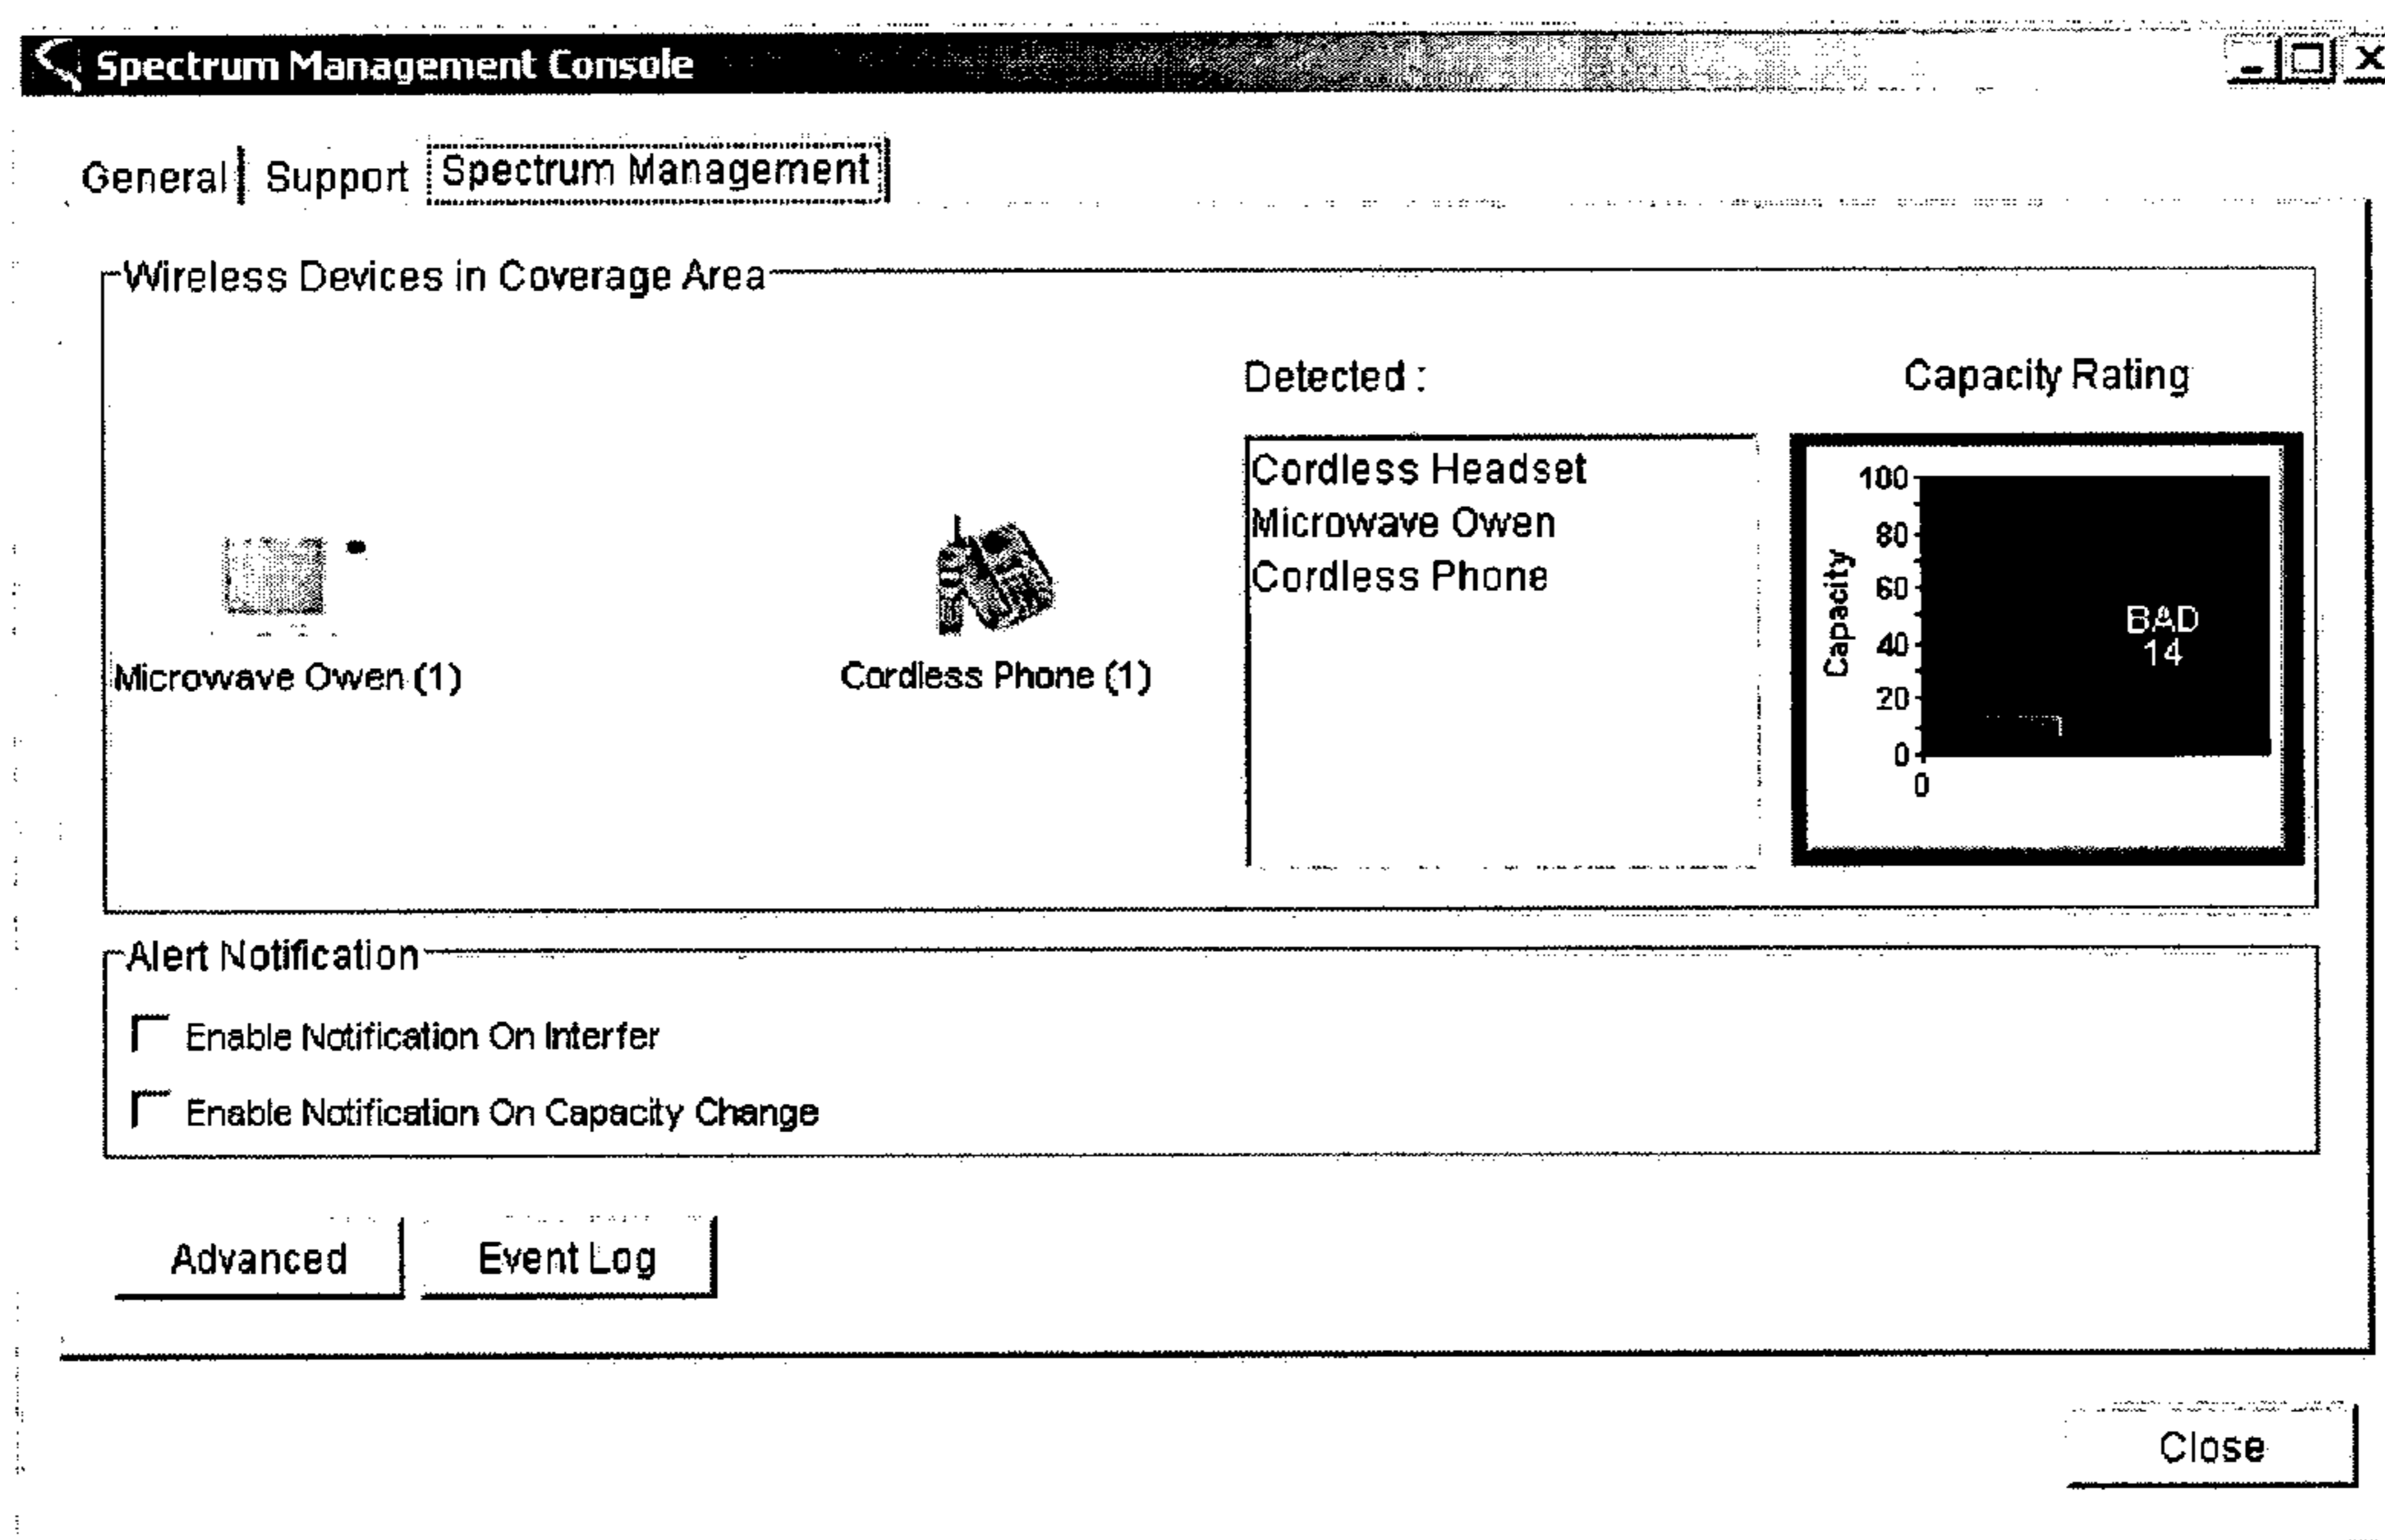 Spectrum Management Console
General Support Spectrum Management
Wireless Devices in Coverage Area
Detected :
Capacity Rating
Cordless Headset
Microwave Owen
Cordless Phone
Microwave Owen (1)
Cordless Phone (1)
Capacity
100
80
60
40
20
0
0
BAD
14
Alert Notification
Enable Notification On Interfer
Enable Notification On Capacity Change
Advanced
Event Log
Close